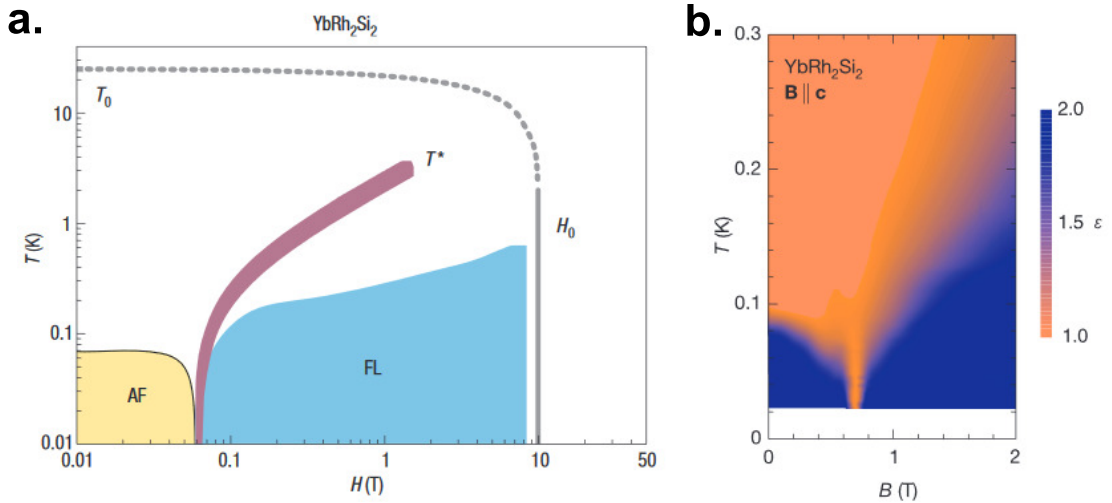 a.
YbRh₂Si₂
T₀
10
T*
1
H₀
T (K)
0.1
AF
FL
0.01
0.01
0.1
1
10
50
H (T)
b.
0.3
YbRh₂Si₂
B || c
2.0
0.2
1.5
ε
T (K)
0.1
1.0
0
0
1
2
B (T)